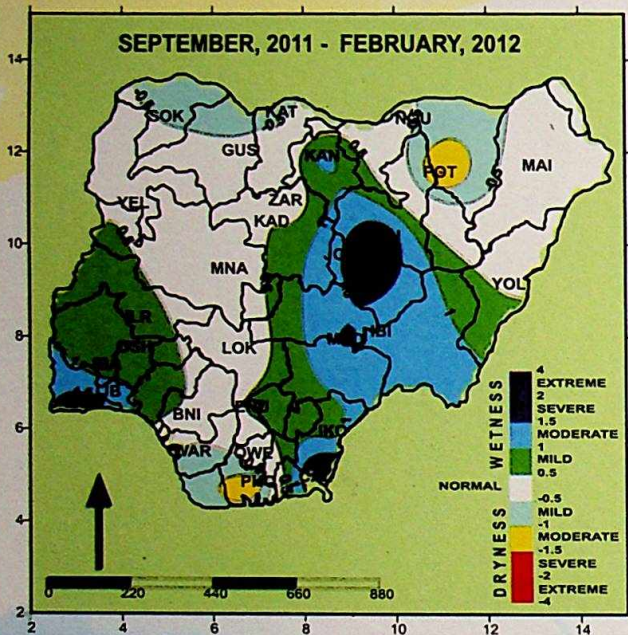 SEPTEMBER, 2011 - FEBRUARY, 2012
14
12
10
8
6
4
2
SOK
KAT
NGU
GUS
KAN
POT
MAI
YEL
ZAR
KAD
MNA
YOL
LOK
BNI
WAR
OWE
IKO
220
440
660
880
0
2
4
6
8
10
12
14
WETNESS
4
EXTREME
2
SEVERE
1.5
MODERATE
1
MILD
0.5
NORMAL
-0.5
DRYNESS
MILD
-1
MODERATE
-1.5
SEVERE
-2
EXTREME
-4